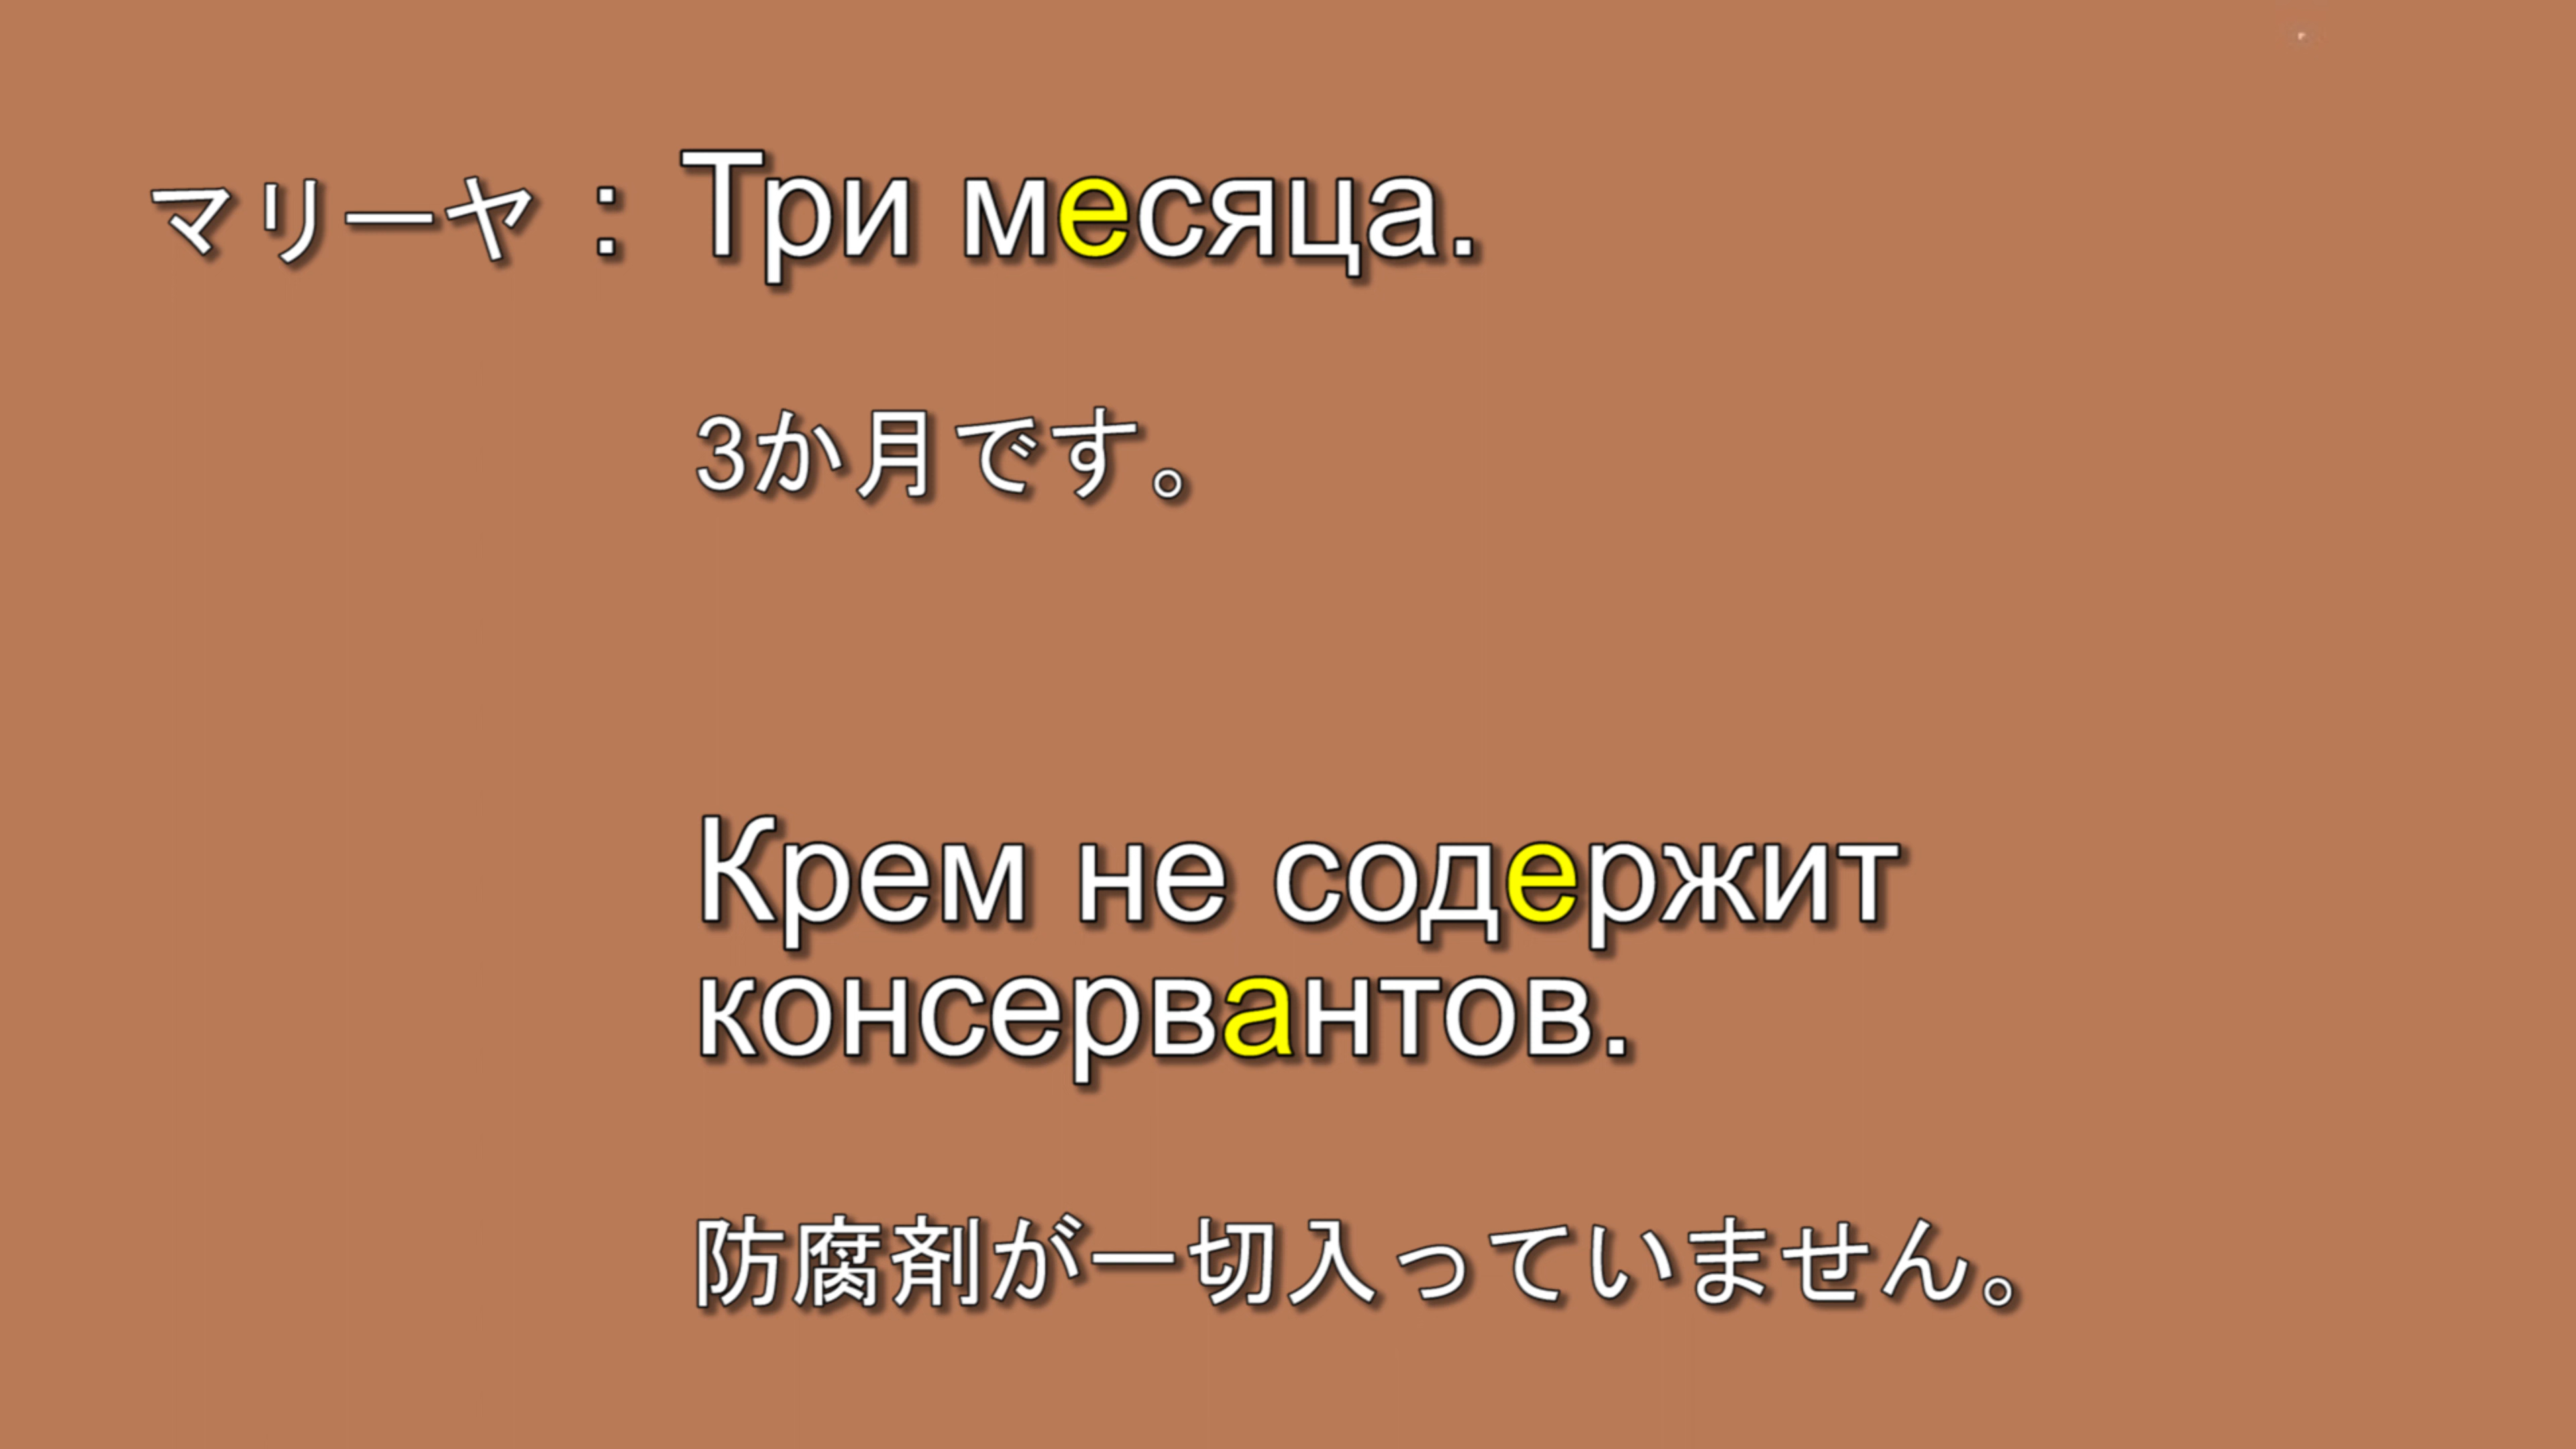 マリーヤ：Три месяца.
3か月です。
Крем не содержит
консервантов.
防腐剤が一切入っていません。